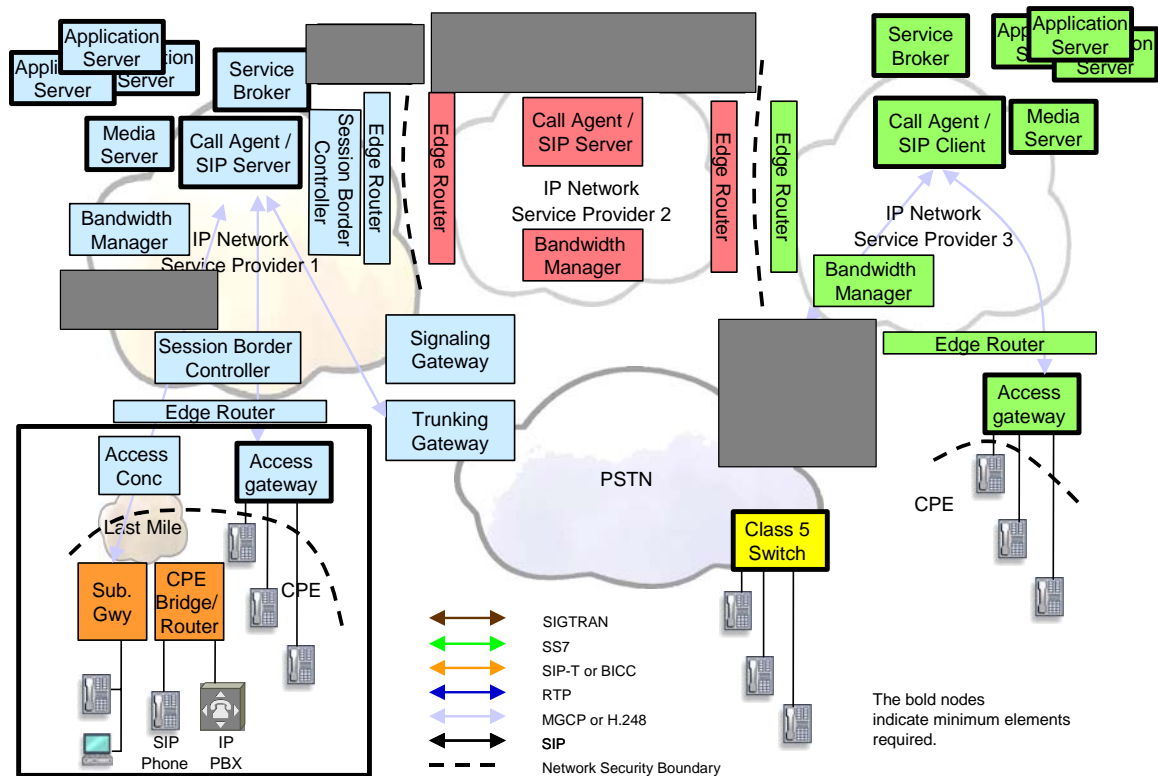 Application
Server
Application
Server
Application
Server
Service
Broker
Media
Server
Call Agent /
SIP Server
Session Border
Controller
Edge Router
Bandwidth
Manager
IP Network
Service Provider 1
Session Border
Controller
Edge Router
Signaling
Gateway
Trunking
Gateway
Edge Router
Call Agent /
SIP Server
IP Network
Service Provider 2
Bandwidth
Manager
Edge Router
Edge Router
Service
Broker
Application
Server
Application
Server
Application
Server
Call Agent /
SIP Client
Media
Server
IP Network
Service Provider 3
Bandwidth
Manager
Edge Router
Access
gateway
CPE
Access
Conc
Access
gateway
Last Mile
Sub.
Gwy
CPE
Bridge/
Router
CPE
SIP
Phone
IP
PBX
PSTN
Class 5
Switch
SIGTRAN
SS7
SIP-T or BICC
RTP
MGCP or H.248
SIP
Network Security Boundary
The bold nodes
indicate minimum elements
required.